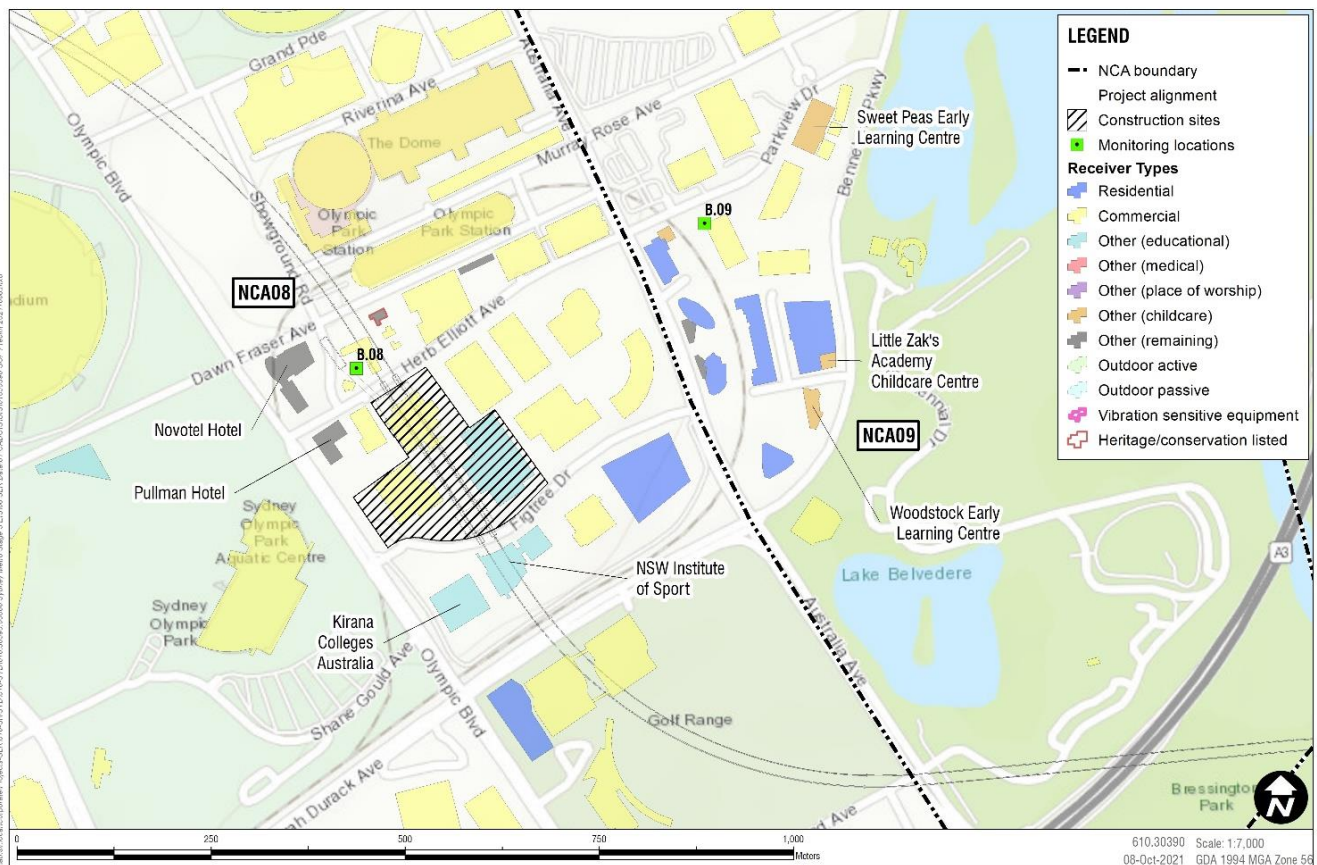 Grand Pde
Australia Ave
Riverina Ave
Olympic Blvd
The Dome
Murray Rose Ave
Parkview Dr
Sweet Peas Early
Learning Centre
Showground Rd
Olympic
Park
Station
Olympic
Park Station
B.09
NCA08
Herb Elliott Ave
Dawn Fraser Ave
B.08
Little Zak's
Academy
Childcare Centre
Novotel Hotel
NCA09
Pullman Hotel
Figtree Dr
Woodstock Early
Learning Centre
Sydney
Olympic
Park
Aquatic Centre
NSW Institute
of Sport
Lake Belvedere
A3
Sydney
Olympic
Park
Kirana
Colleges
Australia
Australia Ave
Shane Gould Ave
Olympic Blvd
Golf Range
Park
N
LEGEND
NCA boundary
Project alignment
Construction sites
Monitoring locations
Receiver Types
Residential
Commercial
Other (educational)
Other (medical)
Other (place of worship)
Other (childcare)
Other (remaining)
Outdoor active
Outdoor passive
Vibration sensitive equipment
Heritage/conservation listed
0 250 500 750 1,000
Meters
610.30390 Scale: 1:7,000
08-Oct-2021 GDA 1994 MGA Zone 56